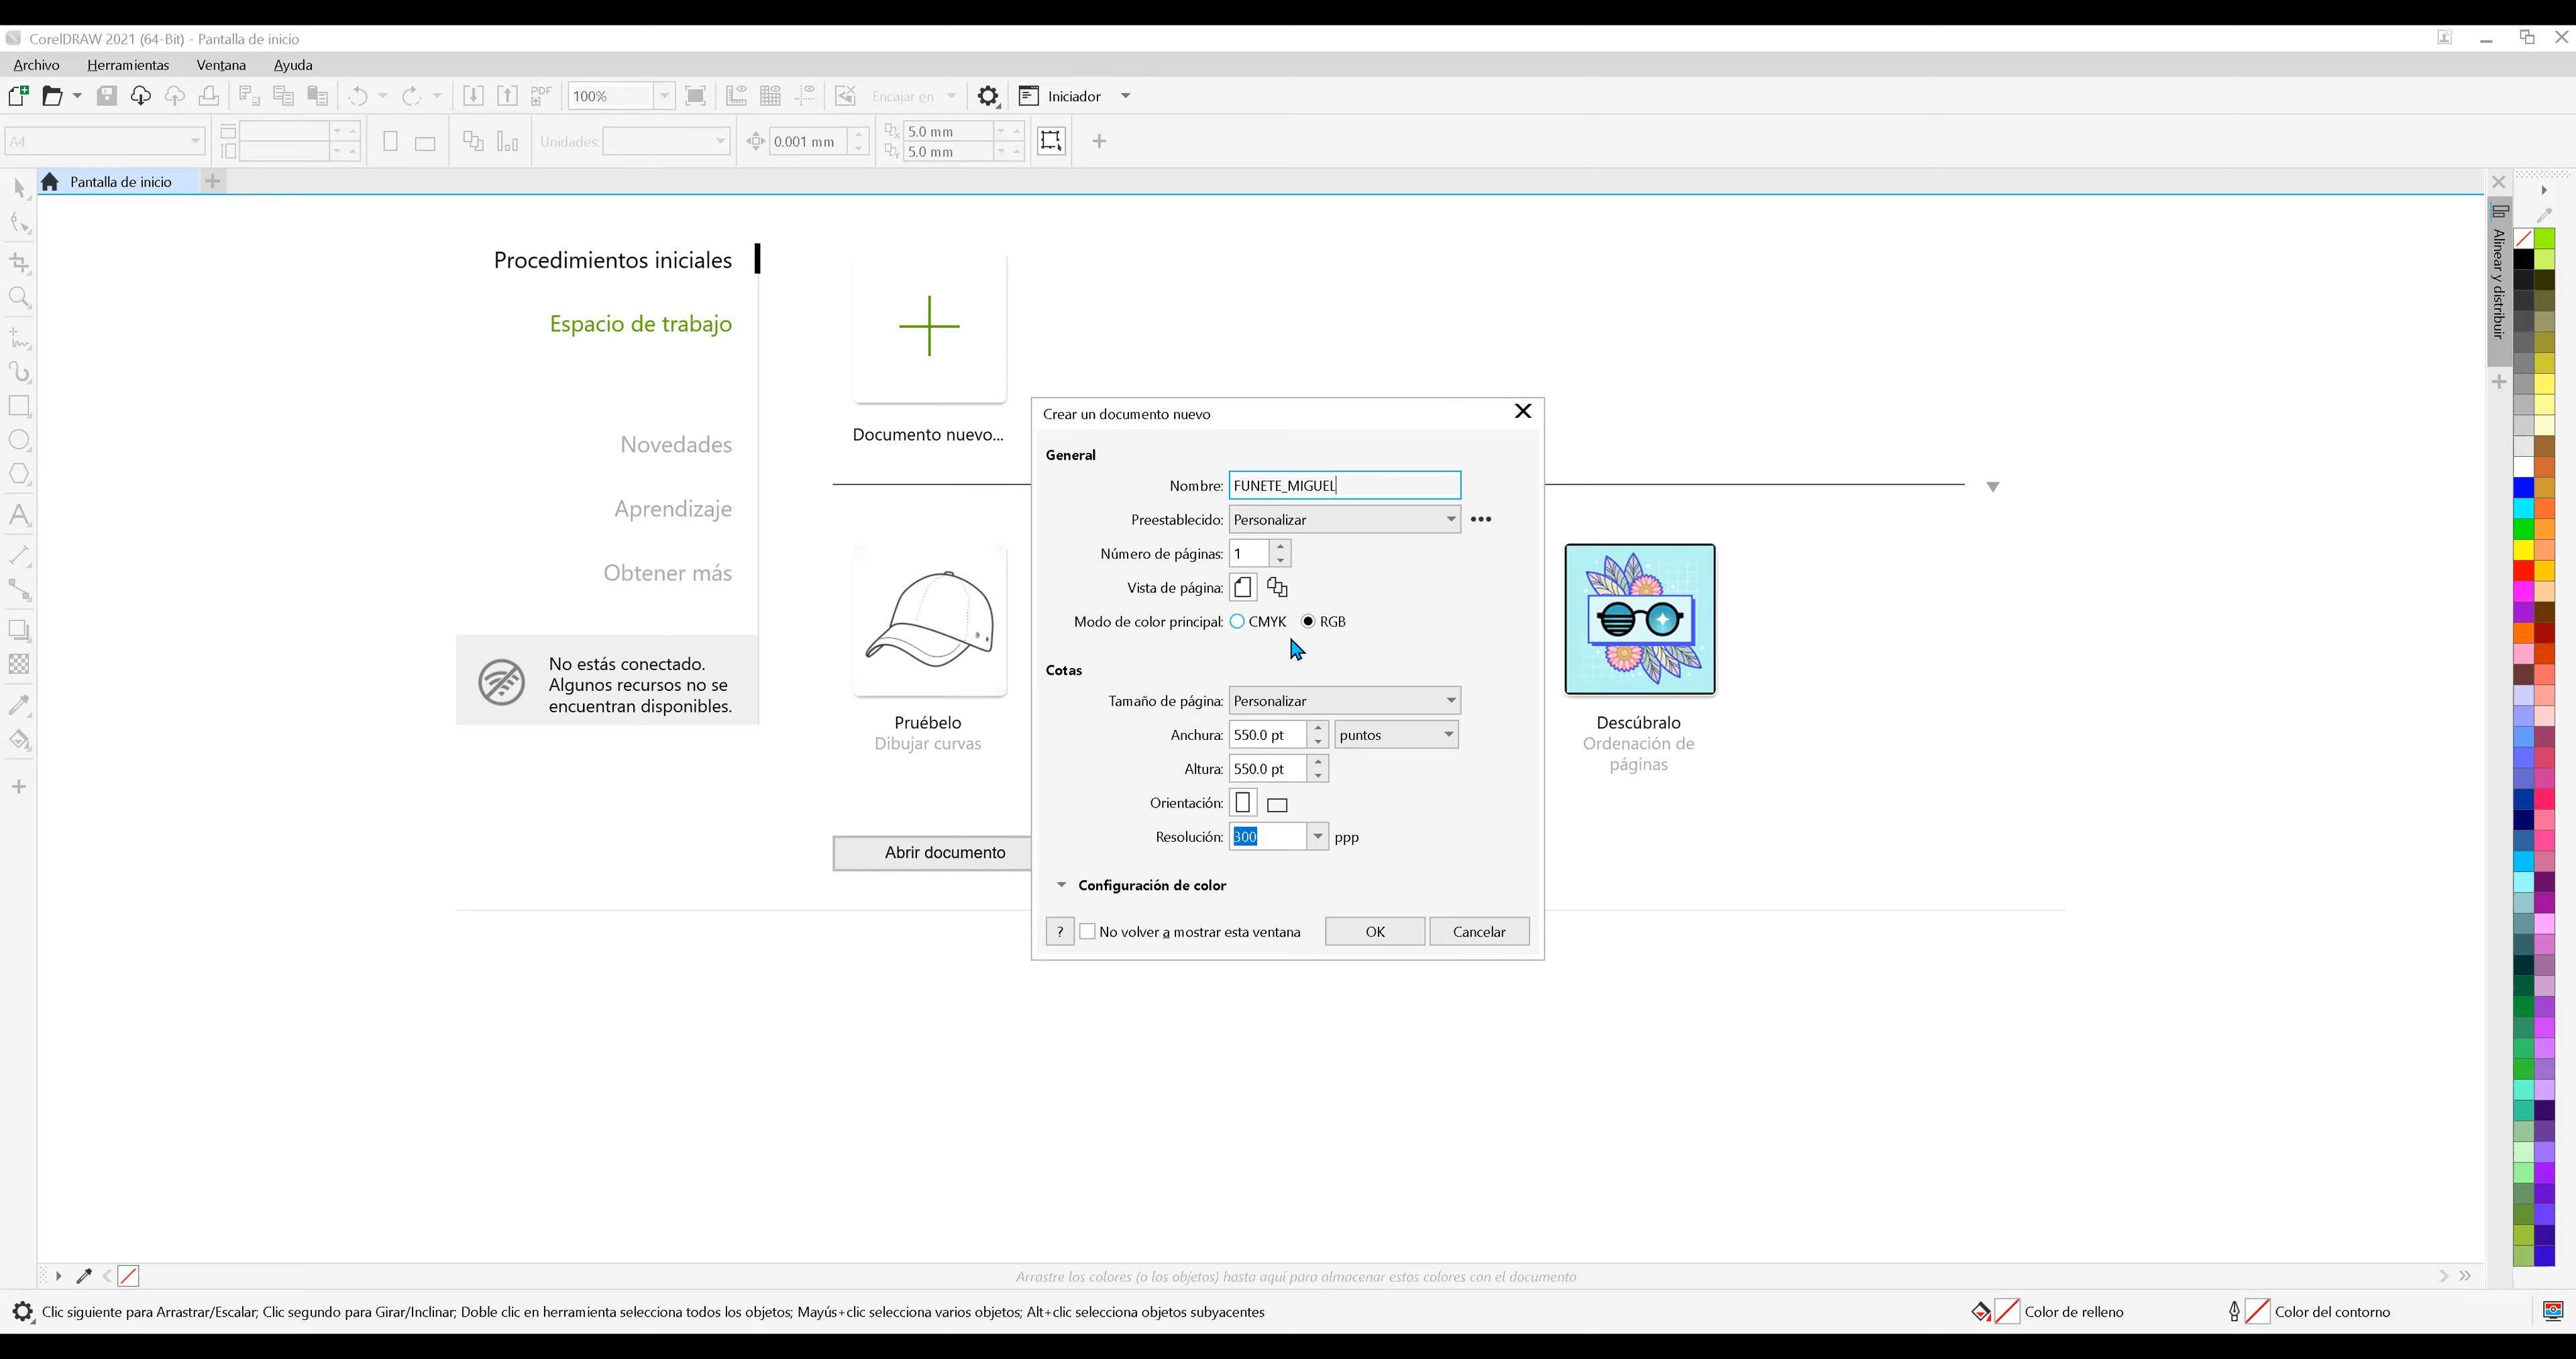 CorelDRAW 2021 (64-Bit) - Pantalla de inicio
Archivo Herramientas Ventana Ayuda
PDF 100% Encajar en Iniciador
A4 Unidades: 0.001 mm 5.0 mm
5.0 mm
Pantalla de inicio
Alinear y distribuir
Procedimientos iniciales
Espacio de trabajo
Novedades
Aprendizaje
Obtener más
No estás conectado.
Algunos recursos no se
encuentran disponibles.
Documento nuevo...
Pruébelo
Dibujar curvas
Abrir documento
Crear un documento nuevo
General
Nombre: FUNETE_MIGUEL
Preestablecido: Personalizar
Número de páginas: 1
Vista de página:
Modo de color principal: CMYK RGB
Cotas
Tamaño de página: Personalizar
Anchura: 550.0 pt puntos
Altura: 550.0 pt
Orientación:
Resolución: 300 ppp
Configuración de color
? No volver a mostrar esta ventana OK Cancelar
Descúbralo
Ordenación de
páginas
Arrastre los colores (o los objetos) hasta aquí para almacenar estos colores con el documento
Clic siguiente para Arrastrar/Escalar; Clic segundo para Girar/Inclinar; Doble clic en herramienta selecciona todos los objetos; Mayús+clic selecciona varios objetos; Alt+clic selecciona objetos subyacentes
Color de relleno Color del contorno